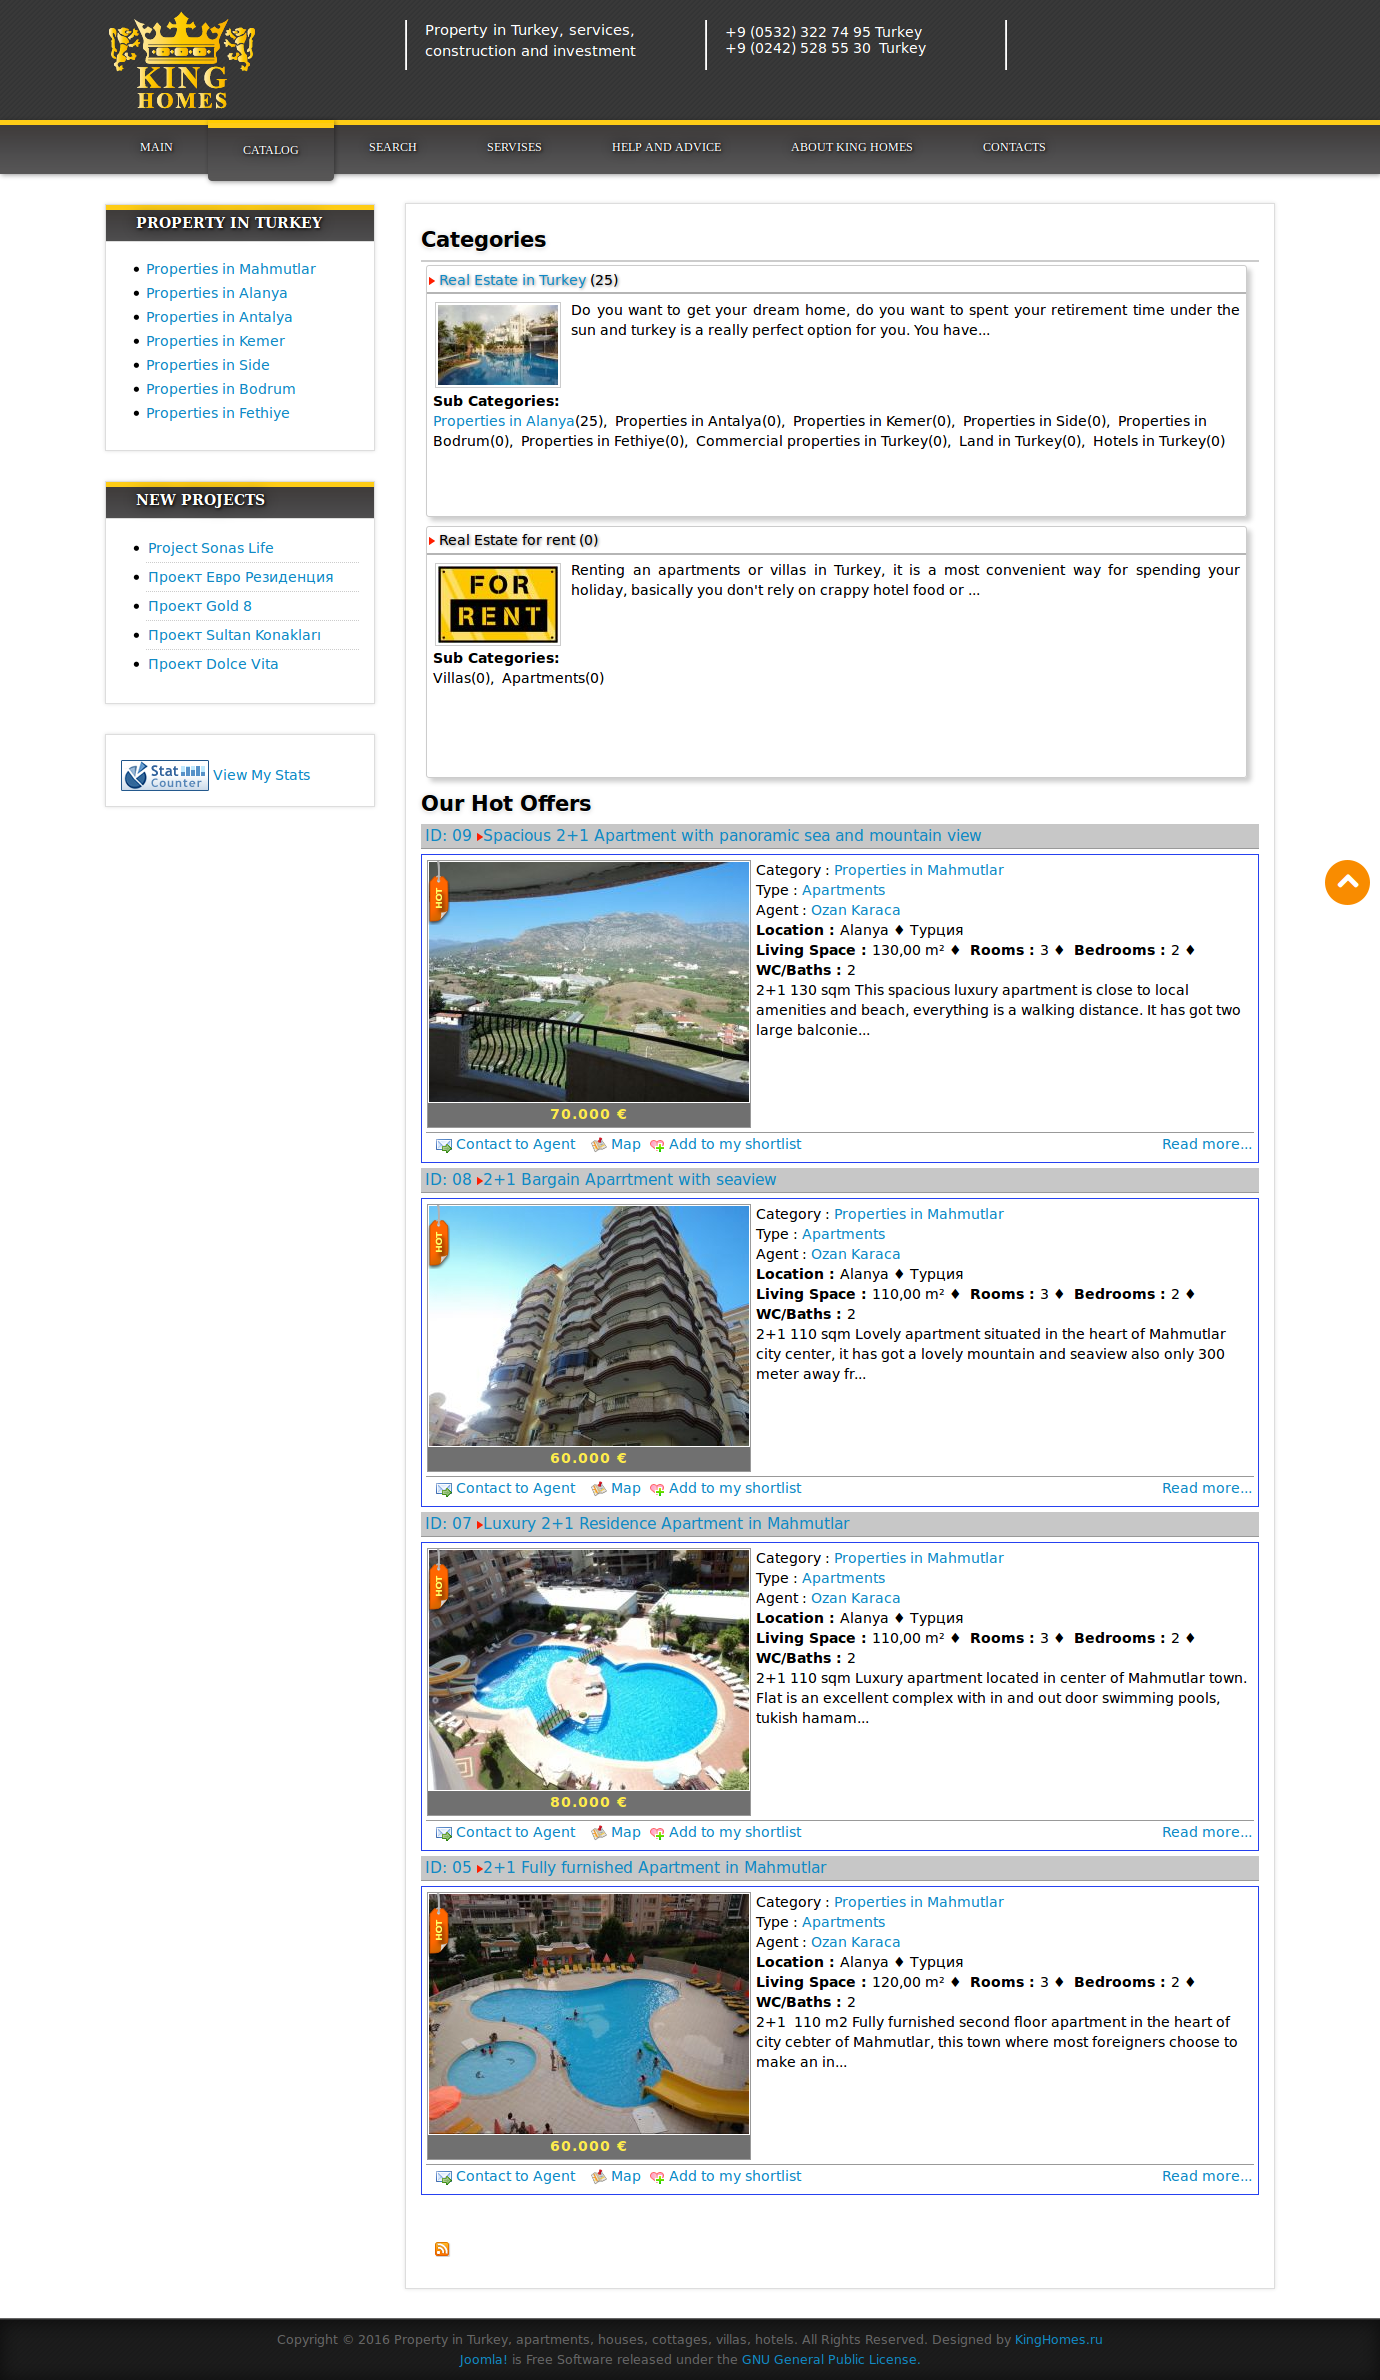 KING
HOMES
Property in Turkey, services,
construction and investment
+9 (0532) 322 74 95 Turkey
+9 (0242) 528 55 30  Turkey
MAIN
CATALOG
SEARCH
SERVISES
HELP AND ADVICE
ABOUT KING HOMES
CONTACTS
PROPERTY IN TURKEY
Properties in Mahmutlar
Properties in Alanya
Properties in Antalya
Properties in Kemer
Properties in Side
Properties in Bodrum
Properties in Fethiye
NEW PROJECTS
Project Sonas Life
Проект Евро Резиденция
Проект Gold 8
Проект Sultan Konakları
Проект Dolce Vita
Stat
Counter
View My Stats
Categories
Real Estate in Turkey (25)
Do you want to get your dream home, do you want to spent your retirement time under the
sun and turkey is a really perfect option for you. You have...
Sub Categories:
Properties in Alanya(25),  Properties in Antalya(0),  Properties in Kemer(0),  Properties in Side(0),  Properties in
Bodrum(0),  Properties in Fethiye(0),  Commercial properties in Turkey(0),  Land in Turkey(0),  Hotels in Turkey(0)
Real Estate for rent (0)
FOR
RENT
Renting an apartments or villas in Turkey, it is a most convenient way for spending your
holiday, basically you don't rely on crappy hotel food or ...
Sub Categories:
Villas(0),  Apartments(0)
Our Hot Offers
ID: 09 Spacious 2+1 Apartment with panoramic sea and mountain view
HOT
Category : Properties in Mahmutlar
Type : Apartments
Agent : Ozan Karaca
Location : Alanya ♦ Турция
Living Space : 130,00 m² ♦  Rooms : 3 ♦  Bedrooms : 2 ♦
WC/Baths : 2
2+1 130 sqm This spacious luxury apartment is close to local
amenities and beach, everything is a walking distance. It has got two
large balconie...
70.000 €
Contact to Agent
Map
Add to my shortlist
Read more...
ID: 08 2+1 Bargain Aparrtment with seaview
HOT
Category : Properties in Mahmutlar
Type : Apartments
Agent : Ozan Karaca
Location : Alanya ♦ Турция
Living Space : 110,00 m² ♦  Rooms : 3 ♦  Bedrooms : 2 ♦
WC/Baths : 2
2+1 110 sqm Lovely apartment situated in the heart of Mahmutlar
city center, it has got a lovely mountain and seaview also only 300
meter away fr...
60.000 €
Contact to Agent
Map
Add to my shortlist
Read more...
ID: 07 Luxury 2+1 Residence Apartment in Mahmutlar
HOT
Category : Properties in Mahmutlar
Type : Apartments
Agent : Ozan Karaca
Location : Alanya ♦ Турция
Living Space : 110,00 m² ♦  Rooms : 3 ♦  Bedrooms : 2 ♦
WC/Baths : 2
2+1 110 sqm Luxury apartment located in center of Mahmutlar town.
Flat is an excellent complex with in and out door swimming pools,
tukish hamam...
80.000 €
Contact to Agent
Map
Add to my shortlist
Read more...
ID: 05 2+1 Fully furnished Apartment in Mahmutlar
HOT
Category : Properties in Mahmutlar
Type : Apartments
Agent : Ozan Karaca
Location : Alanya ♦ Турция
Living Space : 120,00 m² ♦  Rooms : 3 ♦  Bedrooms : 2 ♦
WC/Baths : 2
2+1  110 m2 Fully furnished second floor apartment in the heart of
city cebter of Mahmutlar, this town where most foreigners choose to
make an in...
60.000 €
Contact to Agent
Map
Add to my shortlist
Read more...
Copyright © 2016 Property in Turkey, apartments, houses, cottages, villas, hotels. All Rights Reserved. Designed by KingHomes.ru
Joomla! is Free Software released under the GNU General Public License.